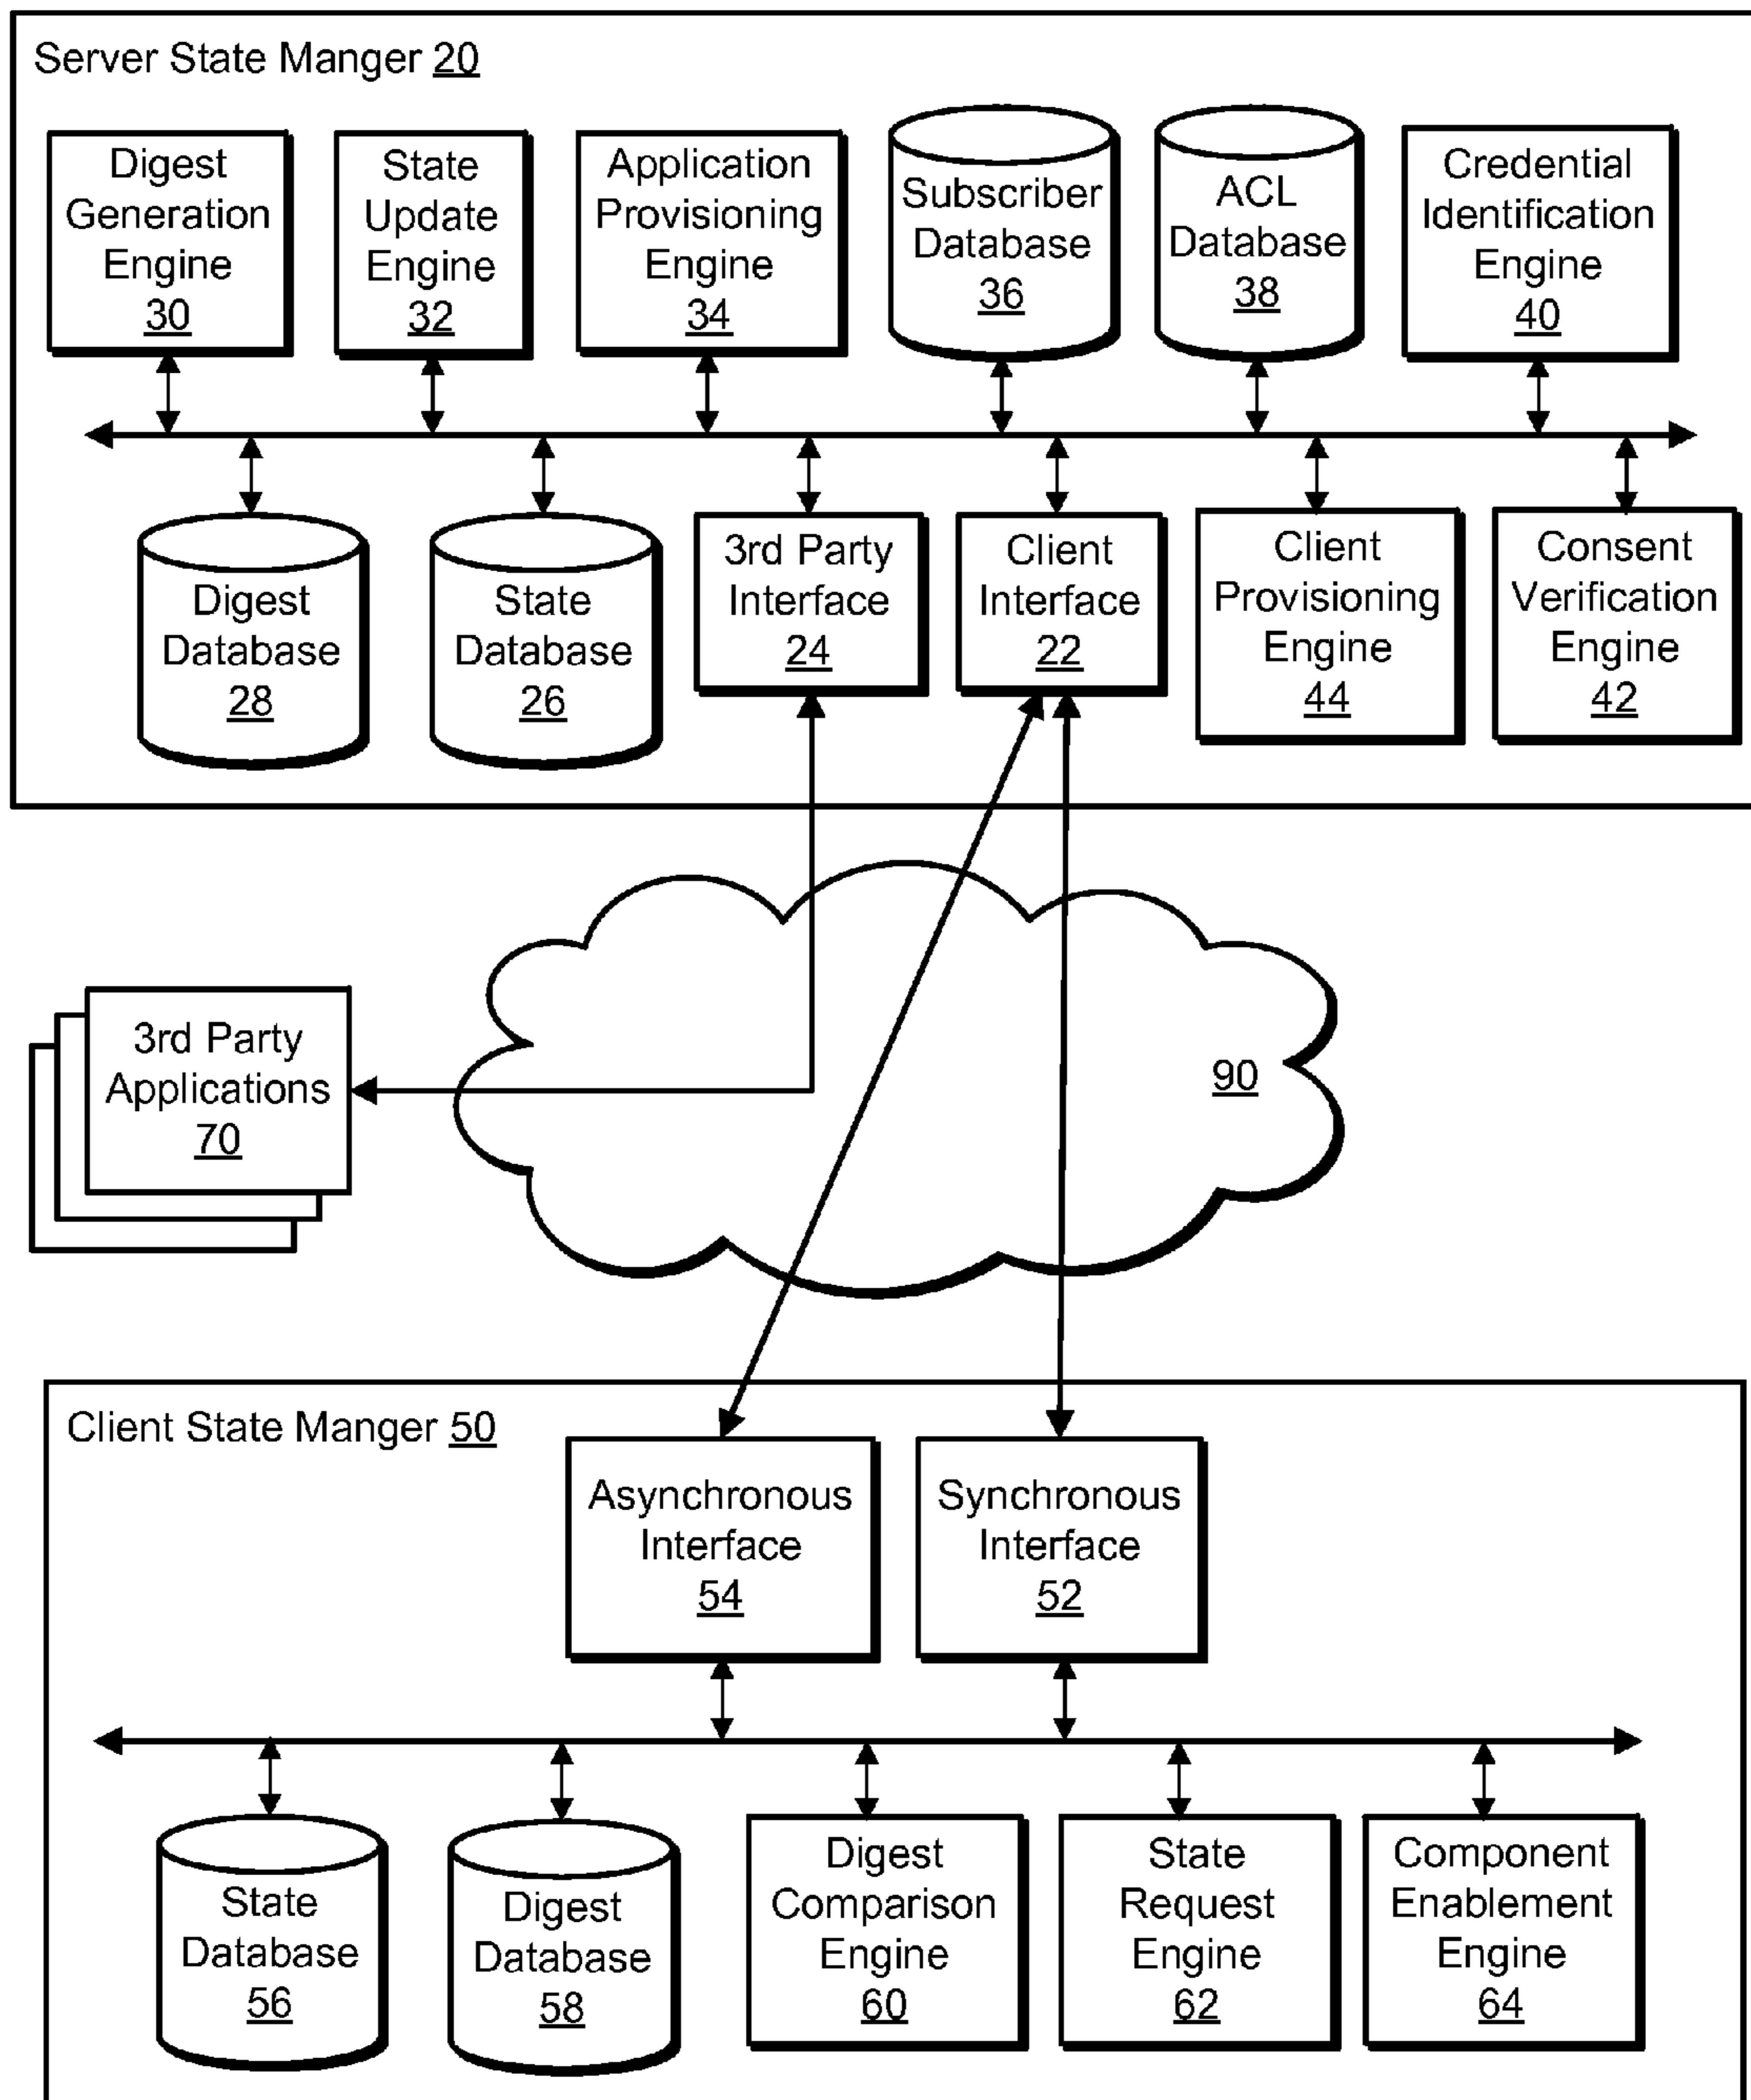 Server State Manger 20
Digest
Generation
Engine
30
State
Update
Engine
32
Application
Provisioning
Engine
34
Subscriber
Database
36
ACL
Database
38
Credential
Identification
Engine
40
Digest
Database
28
State
Database
26
3rd Party
Interface
24
Client
Interface
22
Client
Provisioning
Engine
44
Consent
Verification
Engine
42
3rd Party
Applications
70
90
Client State Manger 50
Asynchronous
Interface
54
Synchronous
Interface
52
State
Database
56
Digest
Database
58
Digest
Comparison
Engine
60
State
Request
Engine
62
Component
Enablement
Engine
64